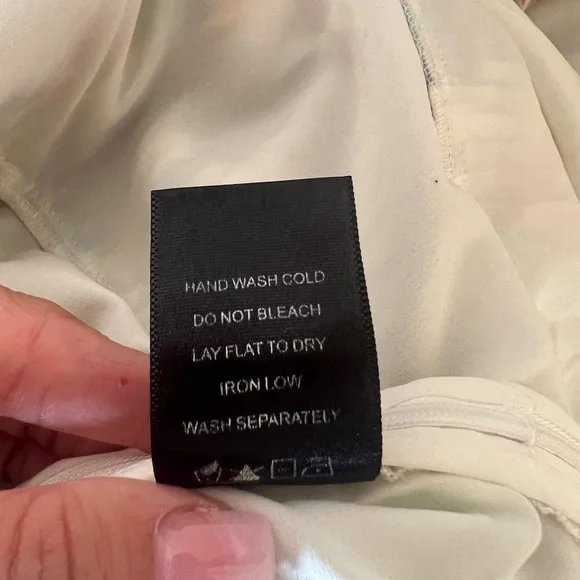 HAND WASH COLD
DO NOT BLEACH
LAY FLAT TO DRY
IRON LOW
WASH SEPARATELY